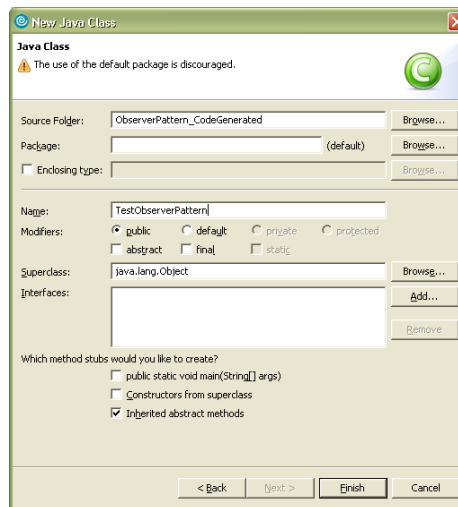 New Java Class
Java Class
The use of the default package is discouraged.
C
Source Folder: ObserverPattern_CodeGenerated Browse...
Package: (default) Browse...
Enclosing type: Browse...
Name: TestObserverPattern
Modifiers: public default private protected
abstract final static
Superclass: java.lang.Object Browse...
Interfaces: Add...
Remove
Which method stubs would you like to create?
public static void main(String[] args)
Constructors from superclass
Inherited abstract methods
< Back Next > Finish Cancel